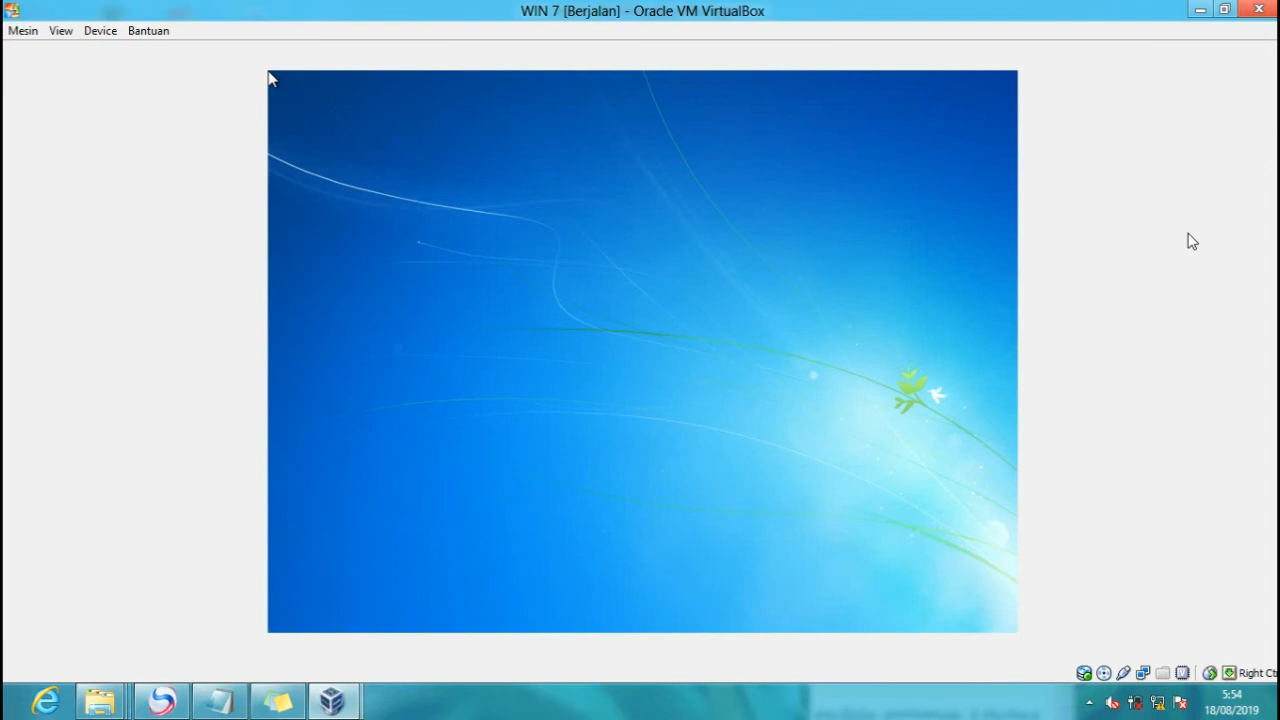 WIN 7 [Berjalan] - Oracle VM VirtualBox
Mesin View Device Bantuan
Right Ct
5:54
18/08/2019